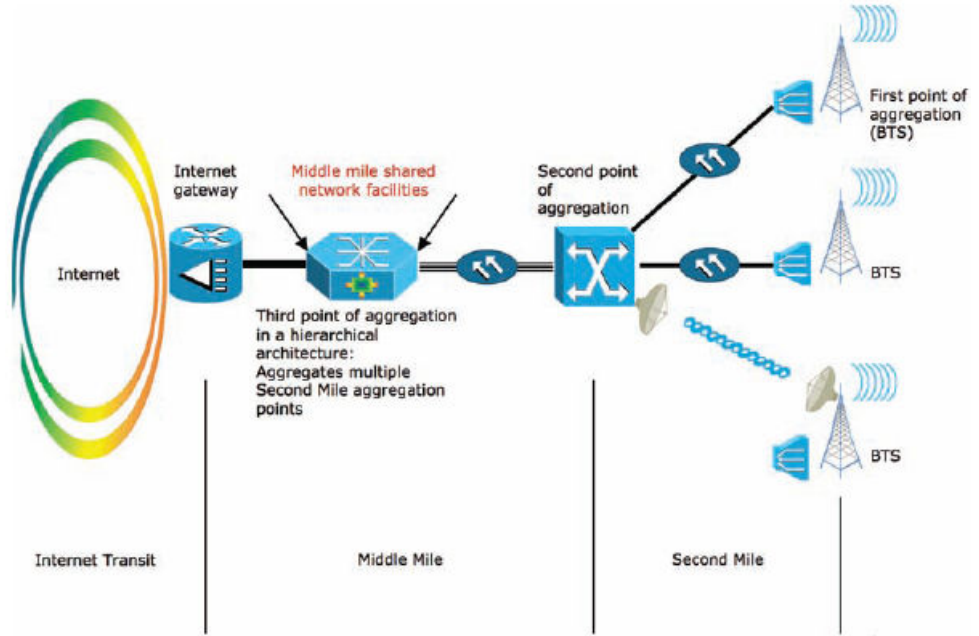 First point of
aggregation
(BTS)
Internet
gateway
Middle mile shared
network facilities
Second point
of
aggregation
Internet
BTS
Third point of aggregation
in a hierarchical
architecture:
Aggregates multiple
Second Mile aggregation
points
BTS
Internet Transit
Middle Mile
Second Mile